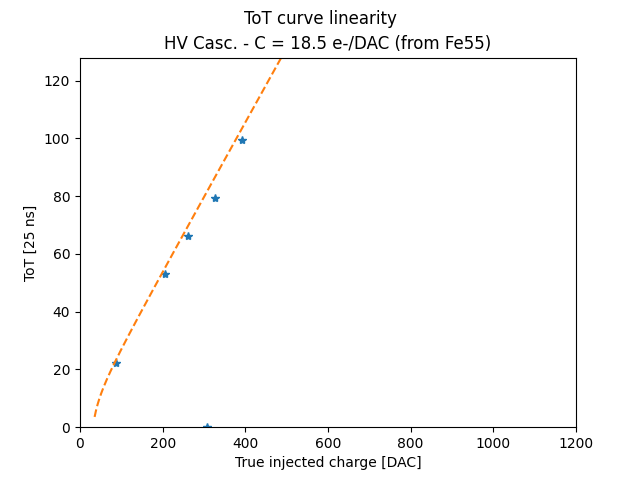 ToT curve linearity
HV Casc. - C = 18.5 e-/DAC (from Fe55)
120
100
80
60
40
20
0
ToT [25 ns]
0 200 400 600 800 1000 1200
True injected charge [DAC]